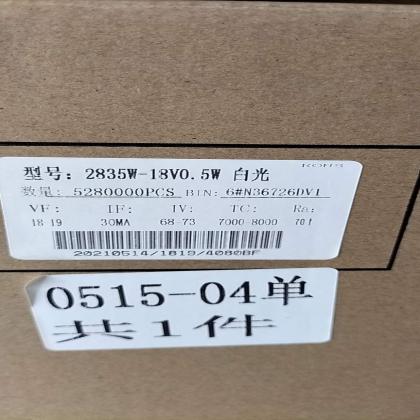 RUNHS
型号: 2835W-18V0.5W 白光
数量: 5280000PCS BIN: 6#N36726DV1
VF: IF: IV: TC: Ra:
18-19 30MA 68-73 7000-8000 70↑
20210514/1819/4080BF
0515-04单
共1件